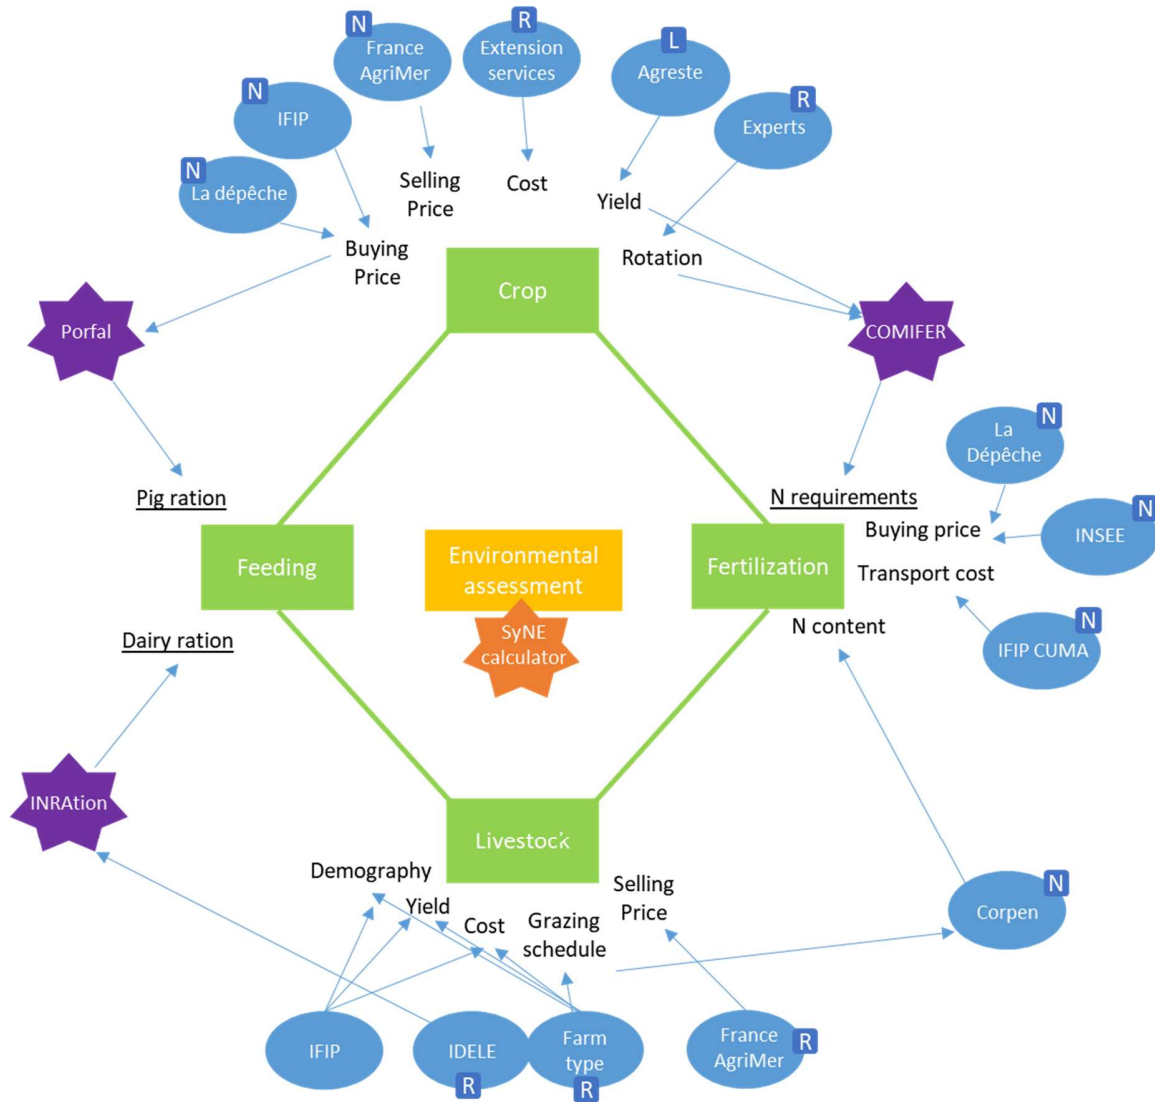 N
France
AgriMer
R
Extension
services
L
Agreste
N
IFIP
R
Experts
N
La dépêche
Selling
Price
Cost
Yield
Buying
Price
Rotation
Crop
Porfal
COMIFER
N
La
Dépêche
Pig ration
N requirements
Buying price
N
INSEE
Feeding
Environmental
assessment
Fertilization
Transport cost
SyNE
calculator
N content
N
IFIP CUMA
Dairy ration
INRAtion
Livestock
Demography
Yield
Cost
Grazing
schedule
Selling
Price
N
Corpen
IFIP
IDELE
R
Farm
type
R
France
AgriMer
R